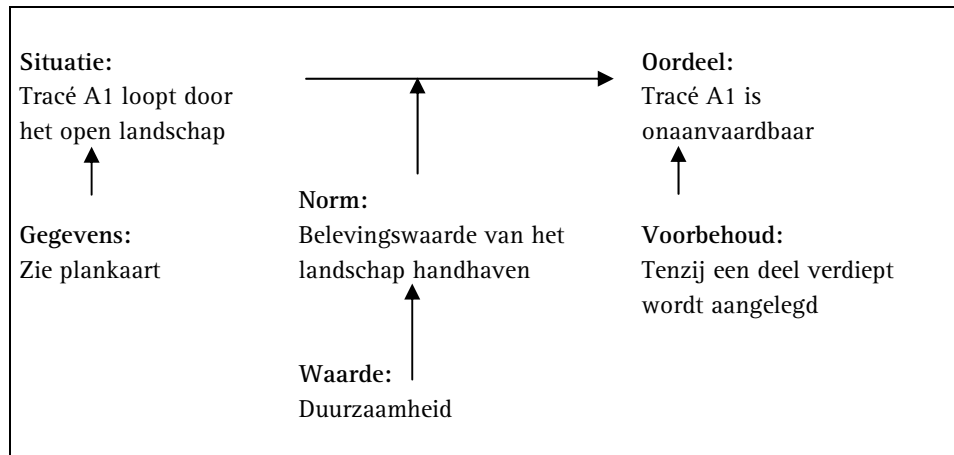 Situatie:
Tracé A1 loopt door
het open landschap
Oordeel:
Tracé A1 is
onaanvaardbaar
Gegevens:
Zie plankaart
Norm:
Belevingswaarde van het
landschap handhaven
Voorbehoud:
Tenzij een deel verdiept
wordt aangelegd
Waarde:
Duurzaamheid